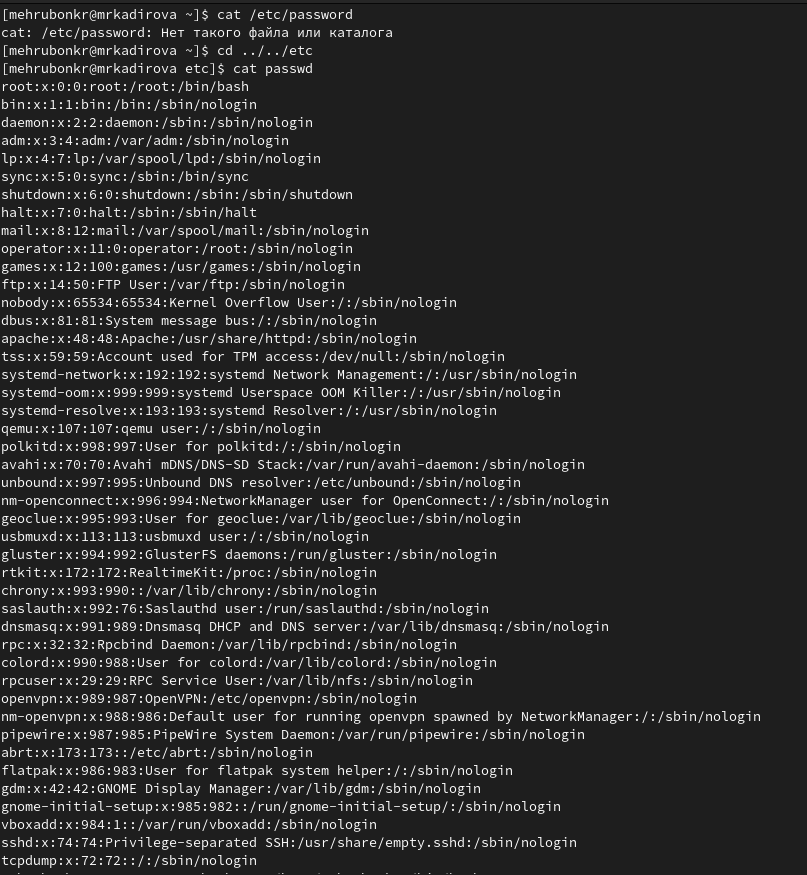 [mehrubonkr@mrkadirova ~]$ cat /etc/password
cat: /etc/password: Нет такого файла или каталога
[mehrubonkr@mrkadirova ~]$ cd ../../etc
[mehrubonkr@mrkadirova etc]$ cat passwd
root:x:0:0:root:/root:/bin/bash
bin:x:1:1:bin:/bin:/sbin/nologin
daemon:x:2:2:daemon:/sbin:/sbin/nologin
adm:x:3:4:adm:/var/adm:/sbin/nologin
lp:x:4:7:lp:/var/spool/lpd:/sbin/nologin
sync:x:5:0:sync:/sbin:/bin/sync
shutdown:x:6:0:shutdown:/sbin:/sbin/shutdown
halt:x:7:0:halt:/sbin:/sbin/halt
mail:x:8:12:mail:/var/spool/mail:/sbin/nologin
operator:x:11:0:operator:/root:/sbin/nologin
games:x:12:100:games:/usr/games:/sbin/nologin
ftp:x:14:50:FTP User:/var/ftp:/sbin/nologin
nobody:x:65534:65534:Kernel Overflow User:/:/sbin/nologin
dbus:x:81:81:System message bus:/:/sbin/nologin
apache:x:48:48:Apache:/usr/share/httpd:/sbin/nologin
tss:x:59:59:Account used for TPM access:/dev/null:/sbin/nologin
systemd-network:x:192:192:systemd Network Management:/:/usr/sbin/nologin
systemd-oom:x:999:999:systemd Userspace OOM Killer:/:/usr/sbin/nologin
systemd-resolve:x:193:193:systemd Resolver:/:/usr/sbin/nologin
qemu:x:107:107:qemu user:/:/sbin/nologin
polkitd:x:998:997:User for polkitd:/:/sbin/nologin
avahi:x:70:70:Avahi mDNS/DNS-SD Stack:/var/run/avahi-daemon:/sbin/nologin
unbound:x:997:995:Unbound DNS resolver:/etc/unbound:/sbin/nologin
nm-openconnect:x:996:994:NetworkManager user for OpenConnect:/:/sbin/nologin
geoclue:x:995:993:User for geoclue:/var/lib/geoclue:/sbin/nologin
usbmuxd:x:113:113:usbmuxd user:/:/sbin/nologin
gluster:x:994:992:GlusterFS daemons:/run/gluster:/sbin/nologin
rtkit:x:172:172:RealtimeKit:/proc:/sbin/nologin
chrony:x:993:990::/var/lib/chrony:/sbin/nologin
saslauth:x:992:76:Saslauthd user:/run/saslauthd:/sbin/nologin
dnsmasq:x:991:989:Dnsmasq DHCP and DNS server:/var/lib/dnsmasq:/sbin/nologin
rpc:x:32:32:Rpcbind Daemon:/var/lib/rpcbind:/sbin/nologin
colord:x:990:988:User for colord:/var/lib/colord:/sbin/nologin
rpcuser:x:29:29:RPC Service User:/var/lib/nfs:/sbin/nologin
openvpn:x:989:987:OpenVPN:/etc/openvpn:/sbin/nologin
nm-openvpn:x:988:986:Default user for running openvpn spawned by NetworkManager:/:/sbin/nologin
pipewire:x:987:985:PipeWire System Daemon:/var/run/pipewire:/sbin/nologin
abrt:x:173:173::/etc/abrt:/sbin/nologin
flatpak:x:986:983:User for flatpak system helper:/:/sbin/nologin
gdm:x:42:42:GNOME Display Manager:/var/lib/gdm:/sbin/nologin
gnome-initial-setup:x:985:982::/run/gnome-initial-setup/:/sbin/nologin
vboxadd:x:984:1::/var/run/vboxadd:/sbin/nologin
sshd:x:74:74:Privilege-separated SSH:/usr/share/empty.sshd:/sbin/nologin
tcpdump:x:72:72::/:/sbin/nologin